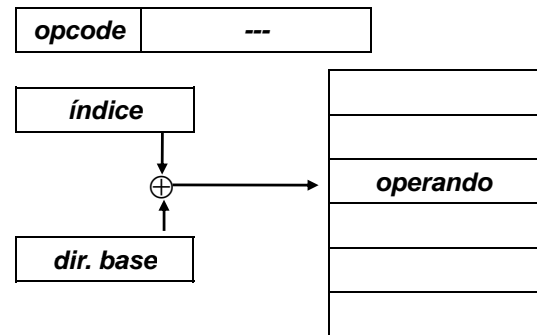 opcode ---
índice
operando
dir. base